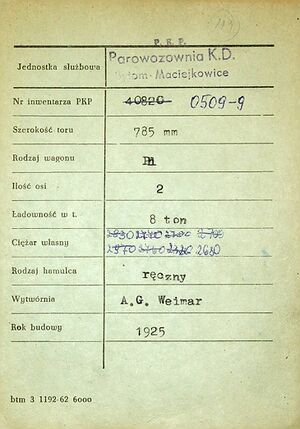 P. K. P.
Jednostka służbowa Parowozownia K.D.
Bytom-Maciejkowice
Nr inwentarza PKP 40820 0509-9
Szerokość toru 785 mm
Rodzaj wagonu
Ilość osi 2
Ładowność w t. 8 ton
Ciężar własny 2620
Rodzaj hamulca ręczny
Wytwórnia A.G. Weimar
Rok budowy 1925
btm 3 1192-62 6000